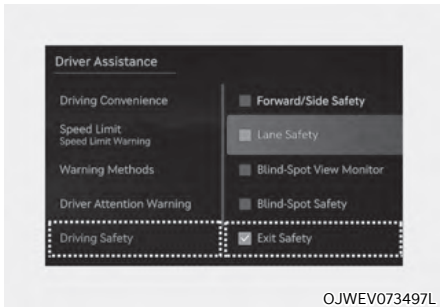 Driver Assistance
Driving Convenience
Speed Limit
Speed Limit Warning
Warning Methods
Driver Attention Warning
Driving Safety
Forward/Side Safety
Lane Safety
Blind-Spot View Monitor
Blind-Spot Safety
Exit Safety
OJWEV073497L